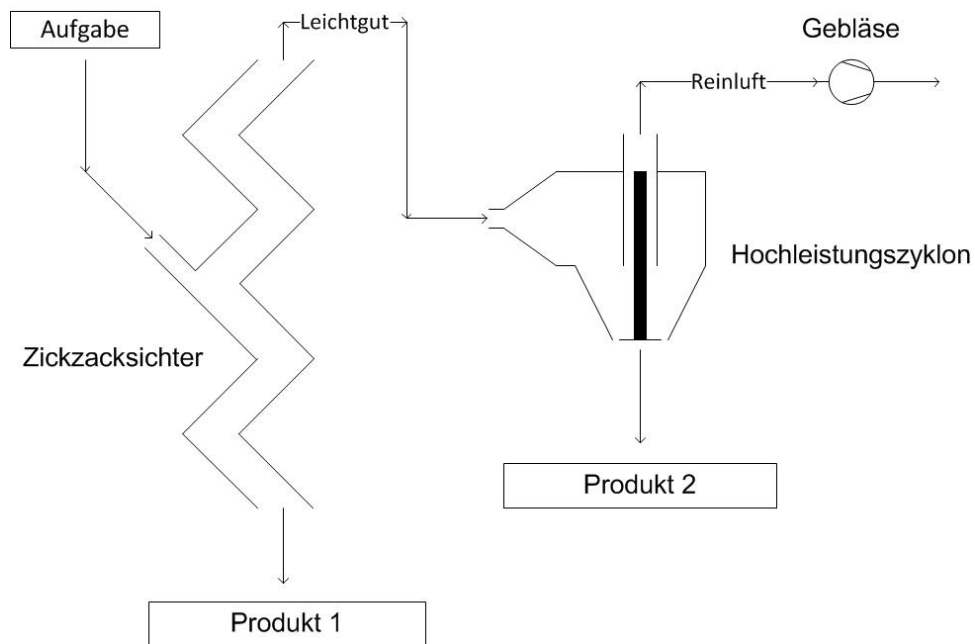 Aufgabe
Leichtgut
Gebläse
Reinluft
Hochleistungszyklon
Zickzacksichter
Produkt 2
Produkt 1